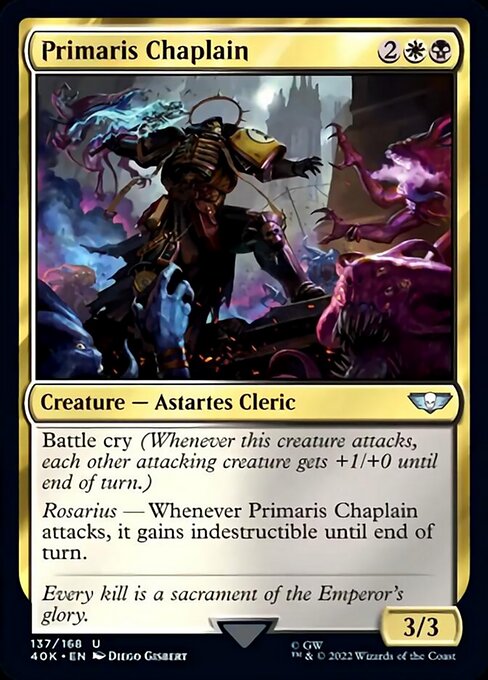 Primaris Chaplain 2
Creature — Astartes Cleric
Battle cry (Whenever this creature attacks,
each other attacking creature gets +1/+0 until
end of turn.)
Rosarius — Whenever Primaris Chaplain
attacks, it gains indestructible until end of
turn.
Every kill is a sacrament of the Emperor's
glory.
3/3
137/168 U
40K • EN Diego Gisbert
© GW
™ & © 2022 Wizards of the Coast